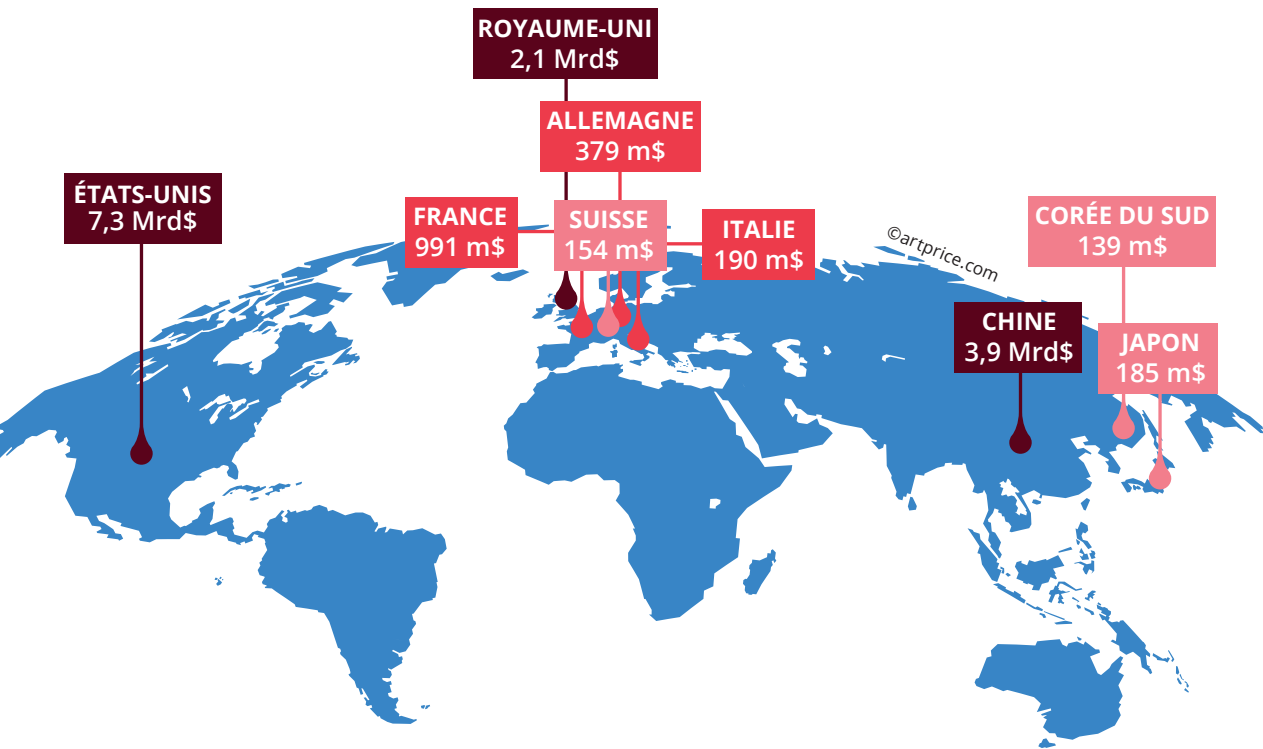 ROYAUME-UNI
2,1 Mrd$
ALLEMAGNE
379 m$
ÉTATS-UNIS
7,3 Mrd$
FRANCE
991 m$
SUISSE
154 m$
ITALIE
190 m$
©artprice.com
CORÉE DU SUD
139 m$
CHINE
3,9 Mrd$
JAPON
185 m$